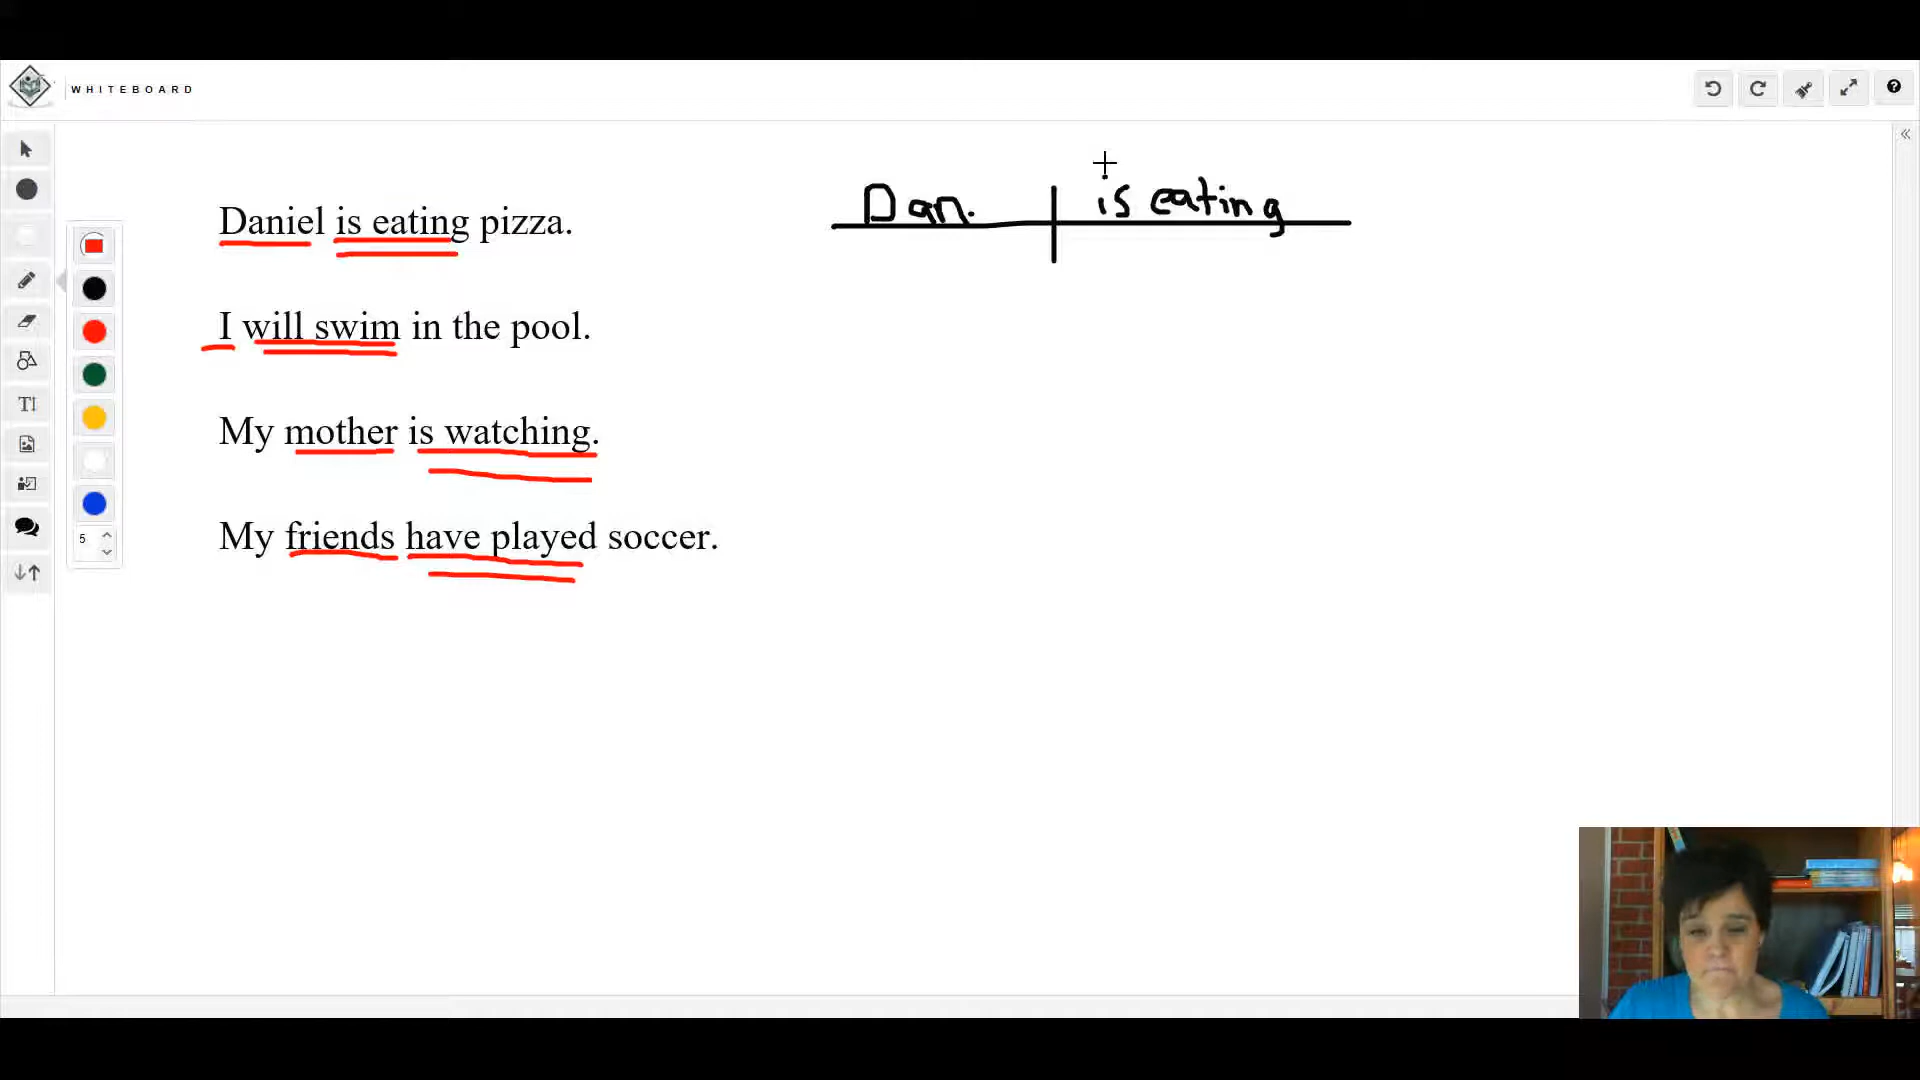 WHITEBOARD
Daniel is eating pizza.
Dan. is eating
I will swim in the pool.
My mother is watching.
My friends have played soccer.
TI
5
?